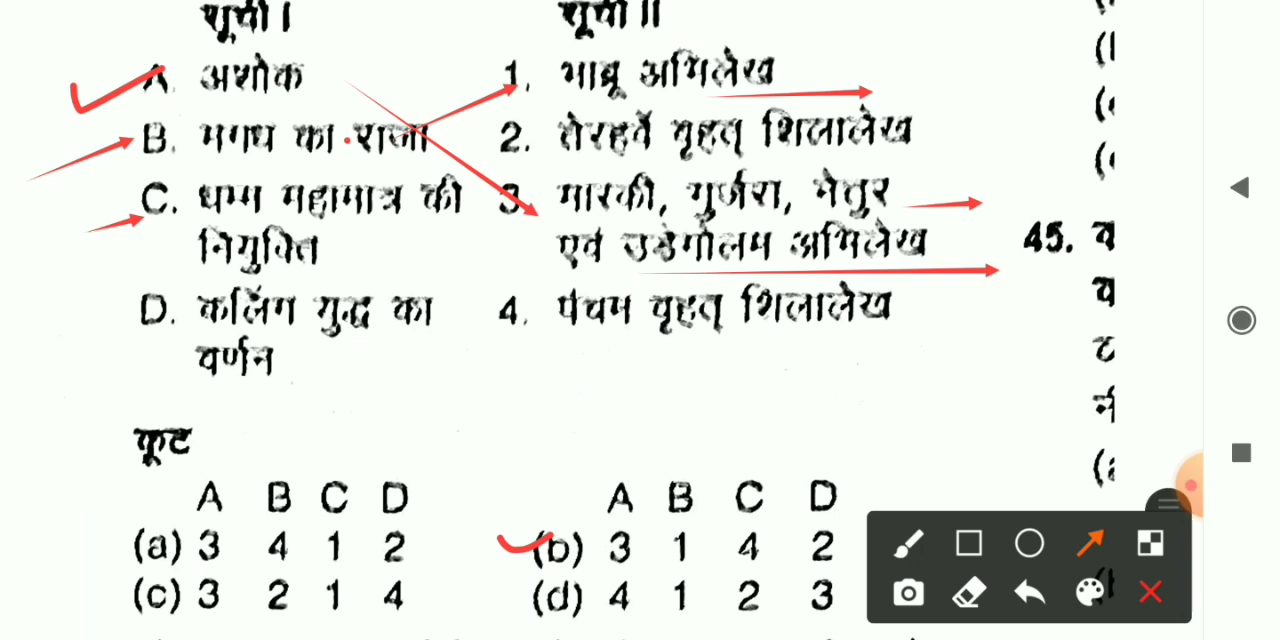 सूची I सूची II
A. अशोक 1. भाब्रू अभिलेख
B. मगध का राजा 2. तेरहवें वृहत् शिलालेख
C. धम्म महामात्र की 3. मास्की, गुर्जरा, नेतुर
नियुक्ति एवं उडेगोलम अभिलेख
D. कलिंग युद्ध का 4. पंचम वृहत् शिलालेख
वर्णन
45.
कूट
A B C D A B C D
(a) 3 4 1 2 (b) 3 1 4 2
(c) 3 2 1 4 (d) 4 1 2 3